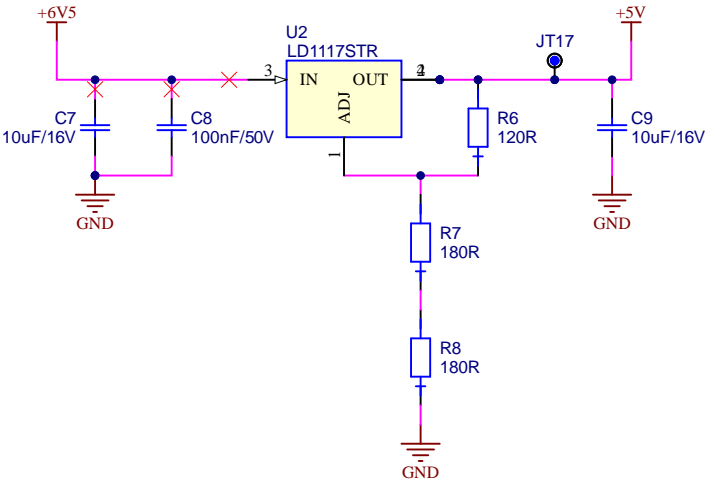 +6V5
+5V
U2
LD1117STR
JT17
3
IN
OUT
2
4
ADJ
1
C7
10uF/16V
C8
100nF/50V
R6
120R
C9
10uF/16V
GND
GND
R7
180R
R8
180R
GND